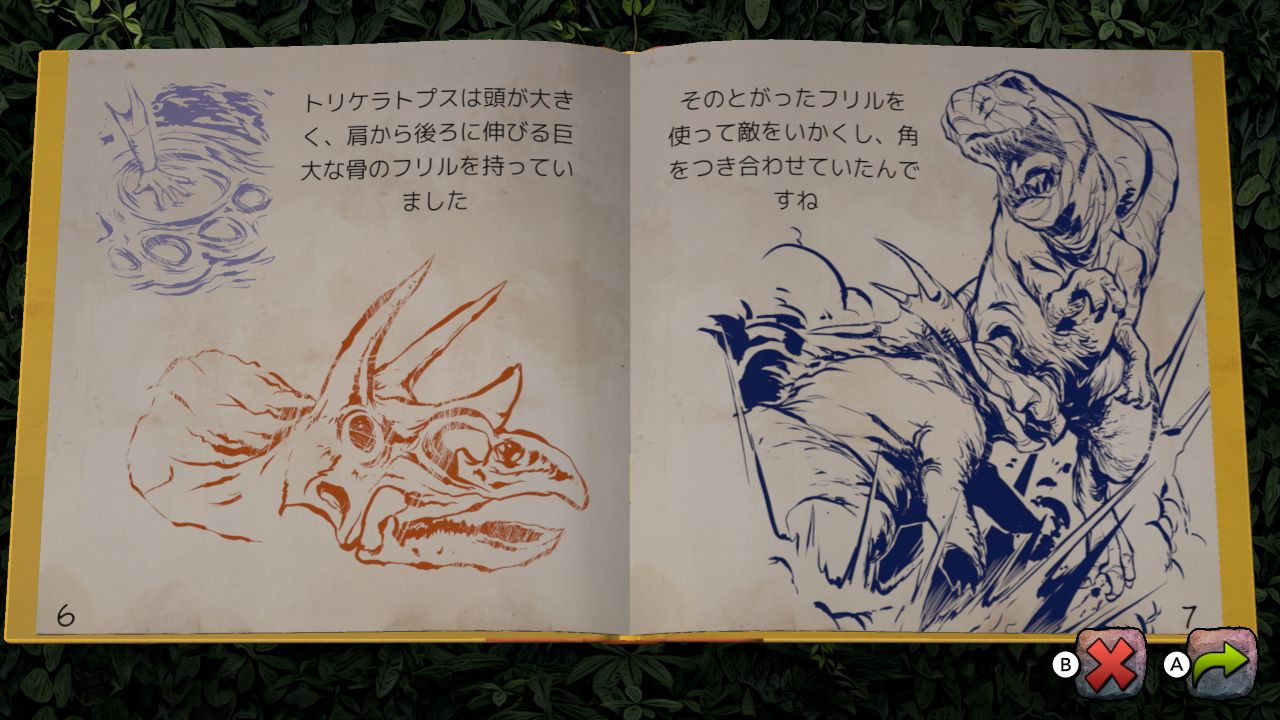 トリケラトプスは頭が大き
く、肩から後ろに伸びる巨
大な骨のフリルを持ってい
ました
6
そのとがったフリルを
使って敵をいかくし、角
をつき合わせていたんで
すね
7
B
A